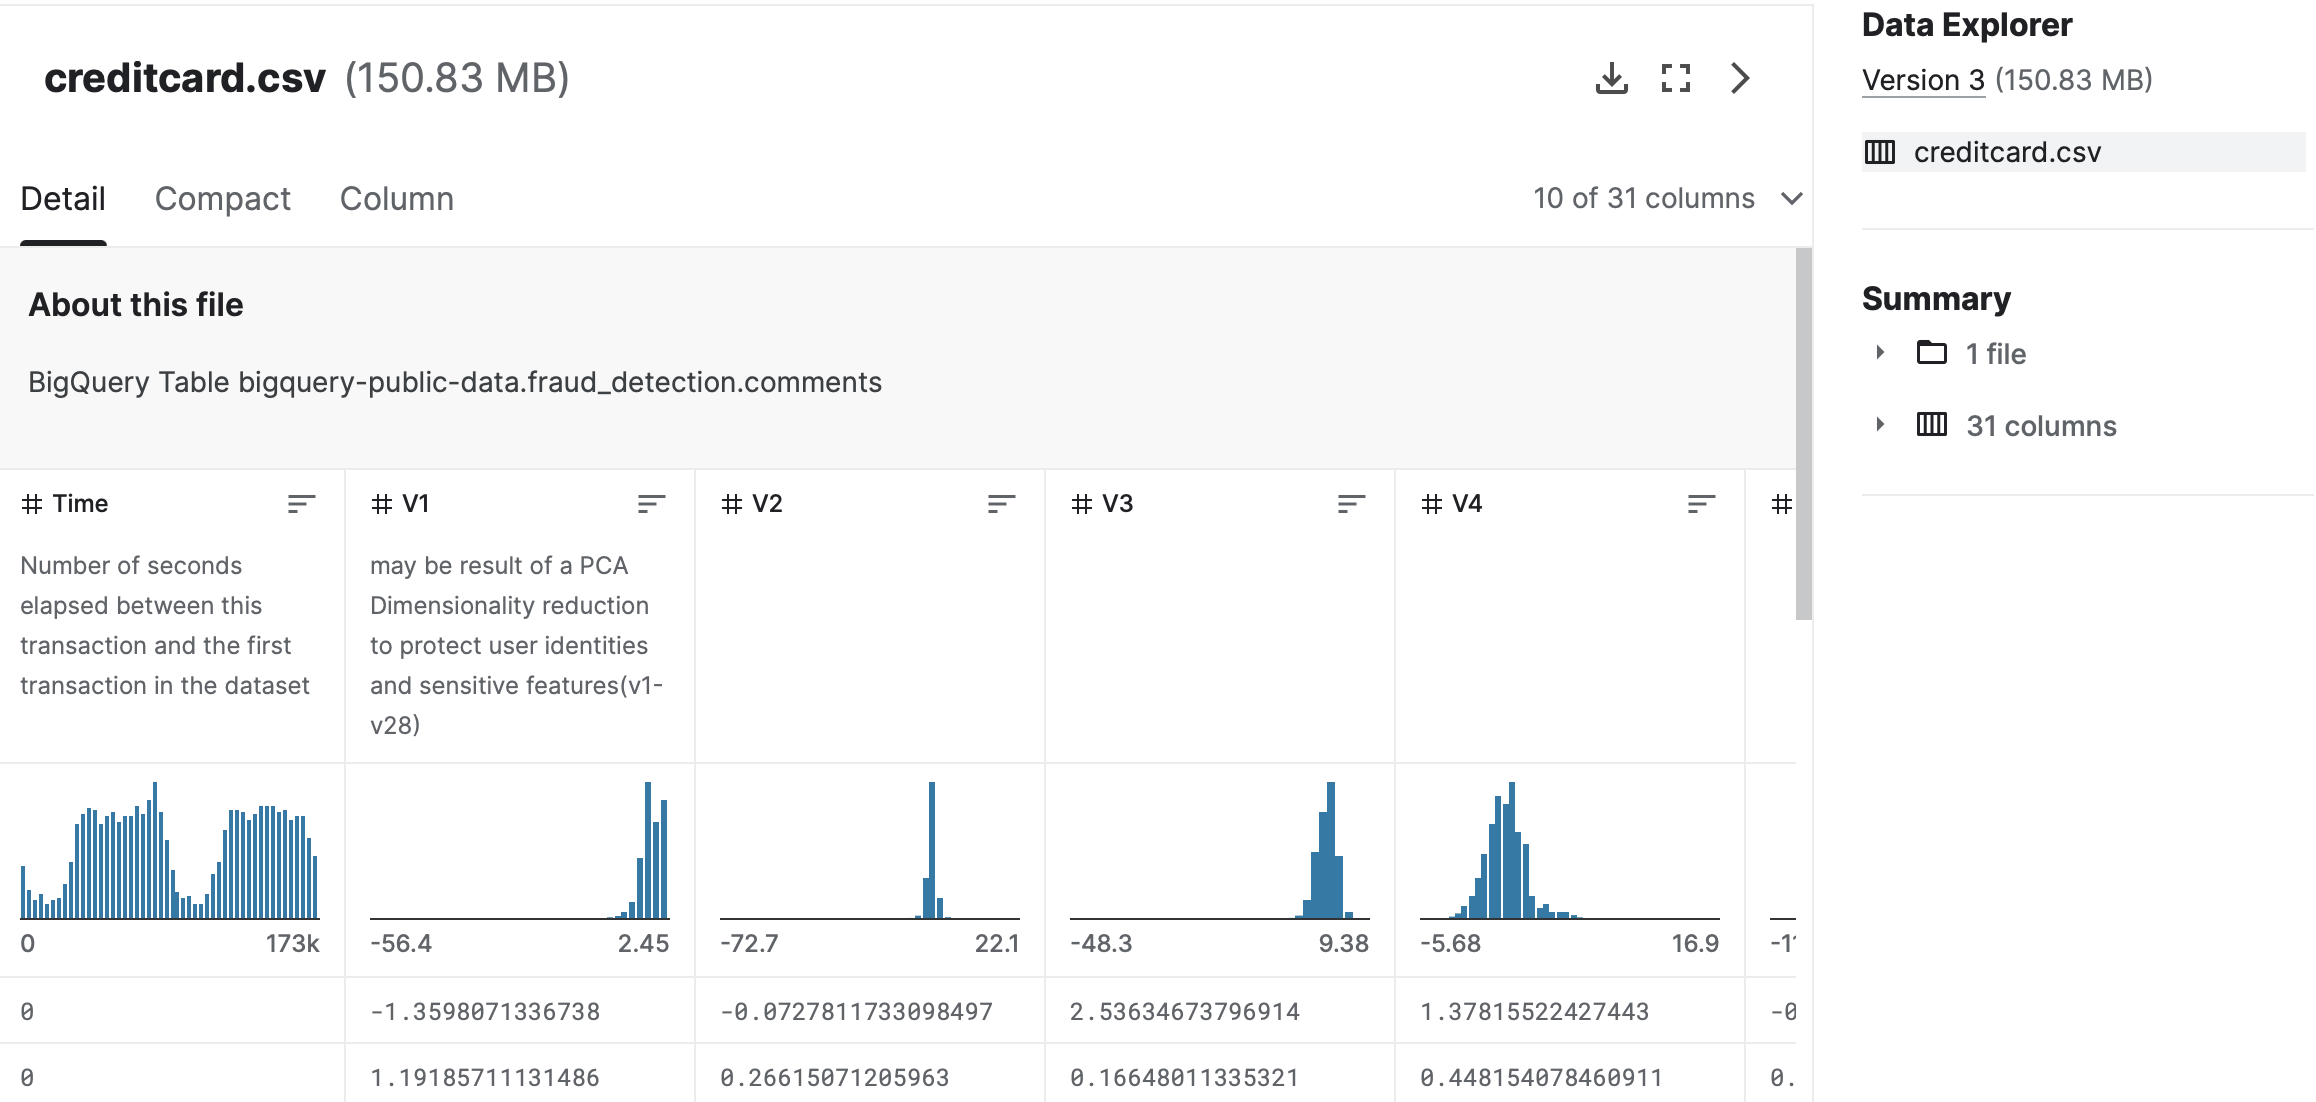 creditcard.csv (150.83 MB)
Detail Compact Column
10 of 31 columns
About this file
BigQuery Table bigquery-public-data.fraud_detection.comments
# Time
Number of seconds
elapsed between this
transaction and the first
transaction in the dataset
# V1
may be result of a PCA
Dimensionality reduction
to protect user identities
and sensitive features(v1-
v28)
# V2
# V3
# V4
#
0 173k
-56.4 2.45
-72.7 22.1
-48.3 9.38
-5.68 16.9
0 -1.3598071336738 -0.0727811733098497 2.53634673796914 1.37815522427443 -0
0 1.19185711131486 0.26615071205963 0.16648011335321 0.448154078460911 0.
Data Explorer
Version 3 (150.83 MB)
creditcard.csv
Summary
1 file
31 columns